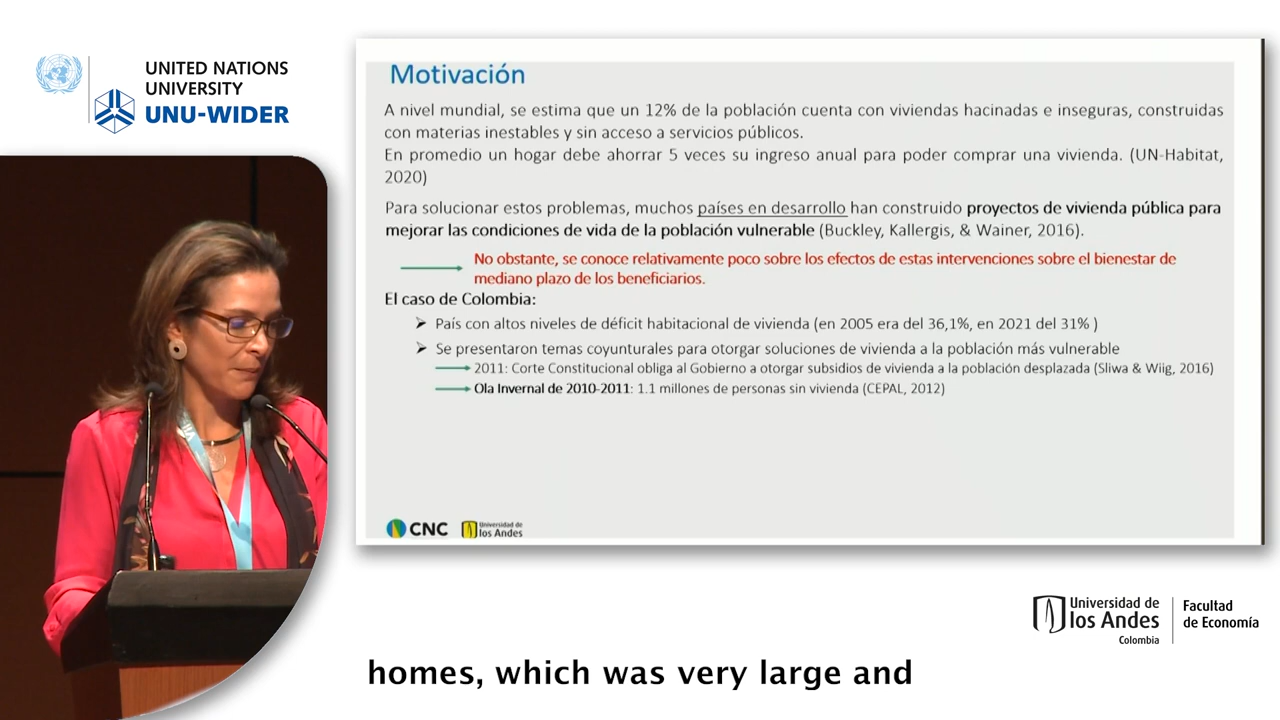 UNITED NATIONS
UNIVERSITY
UNU-WIDER
Motivación
A nivel mundial, se estima que un 12% de la población cuenta con viviendas hacinadas e inseguras, construidas
con materias inestables y sin acceso a servicios públicos.
En promedio un hogar debe ahorrar 5 veces su ingreso anual para poder comprar una vivienda. (UN-Habitat,
2020)
Para solucionar estos problemas, muchos países en desarrollo han construido proyectos de vivienda pública para
mejorar las condiciones de vida de la población vulnerable (Buckley, Kallergis, & Wainer, 2016).
No obstante, se conoce relativamente poco sobre los efectos de estas intervenciones sobre el bienestar de
mediano plazo de los beneficiarios.
El caso de Colombia:
País con altos niveles de déficit habitacional de vivienda (en 2005 era del 36,1%, en 2021 del 31% )
Se presentaron temas coyunturales para otorgar soluciones de vivienda a la población más vulnerable
2011: Corte Constitucional obliga al Gobierno a otorgar subsidios de vivienda a la población desplazada (Sliwa & Wiig, 2016)
Ola Invernal de 2010-2011: 1.1 millones de personas sin vivienda (CEPAL, 2012)
CNC
Universidad de
los Andes
Universidad de
los Andes
Colombia
Facultad
de Economía
homes, which was very large and